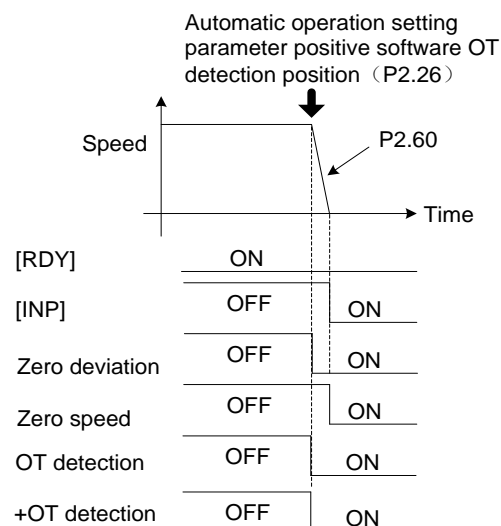 Automatic operation setting
parameter positive software OT
detection position（P2.26）
Speed
P2.60
Time
[RDY] ON
[INP] OFF ON
Zero deviation OFF ON
Zero speed OFF ON
OT detection OFF ON
+OT detection OFF ON